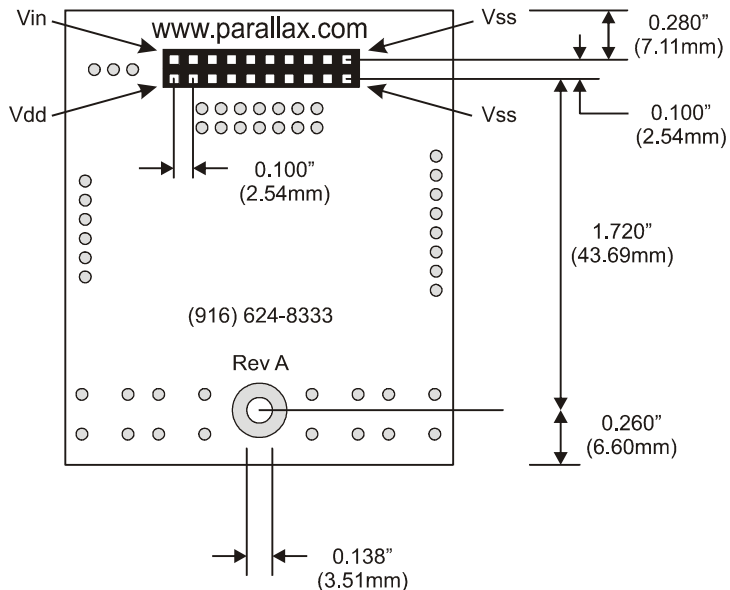 Vin
www.parallax.com
Vss
0.280”
(7.11mm)
Vdd
Vss
0.100”
(2.54mm)
0.100”
(2.54mm)
1.720”
(43.69mm)
(916) 624-8333
Rev A
0.260”
(6.60mm)
0.138”
(3.51mm)